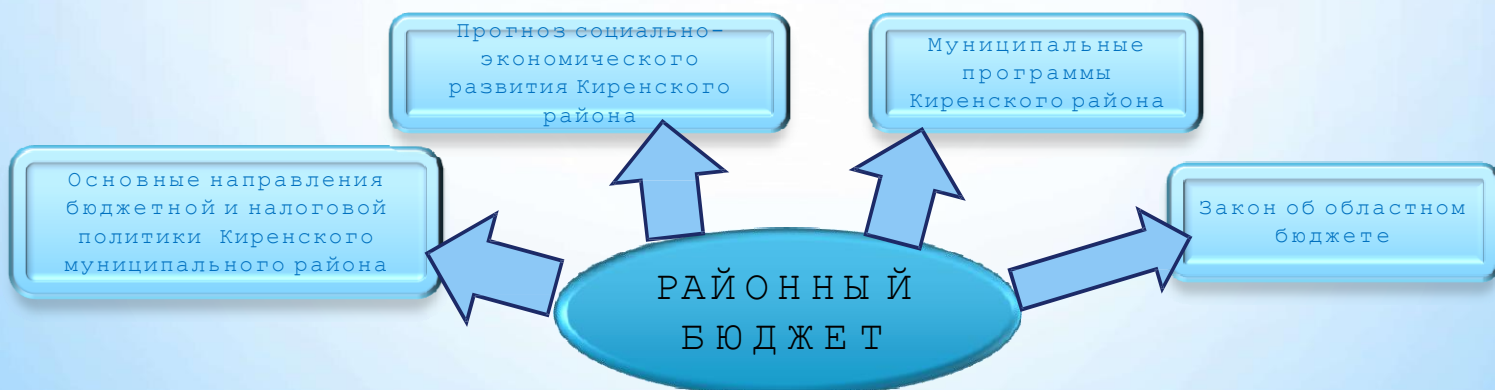 Прогноз социально-
экономического
развития Киренского
района
Муниципальные
программы
Киренского района
Основные направления
бюджетной и налоговой
политики Киренского
муниципального района
Закон об областном
бюджете
РАЙОННЫЙ
БЮДЖЕТ